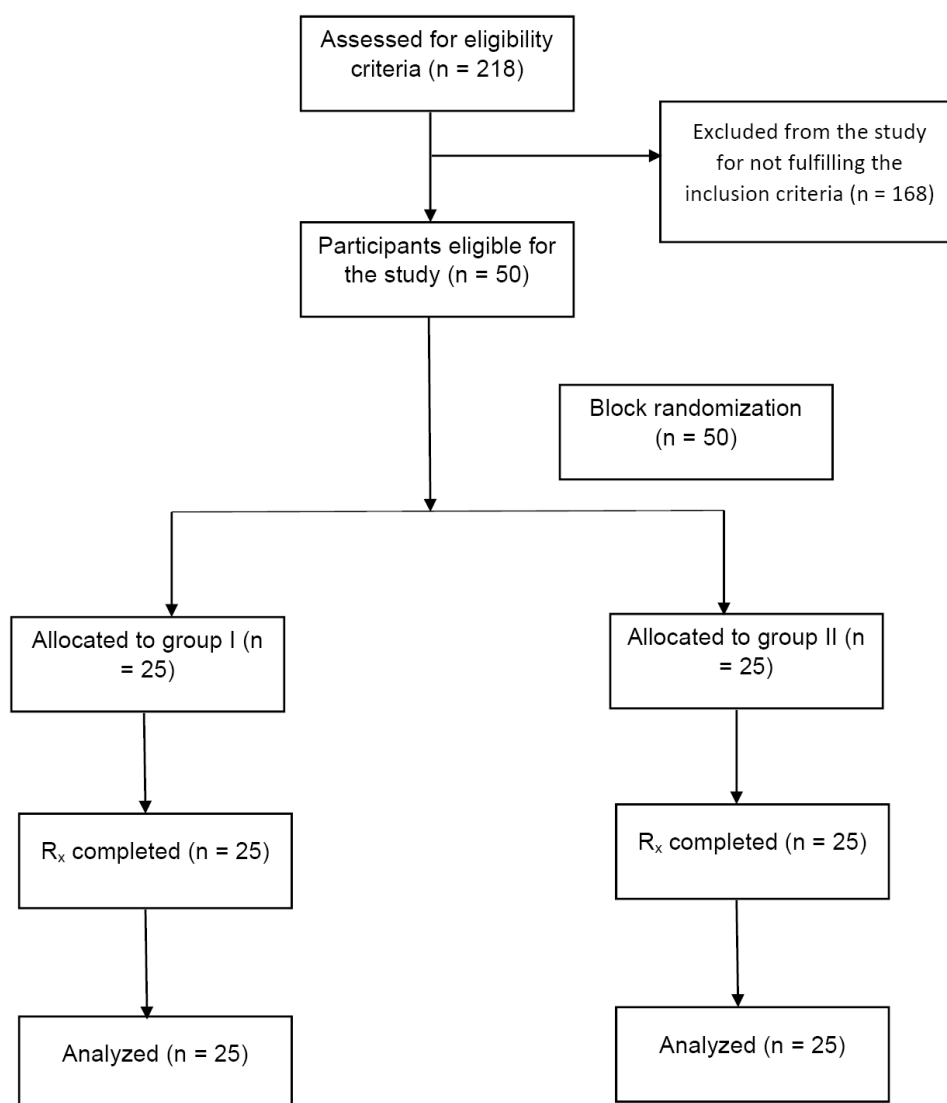 Assessed for eligibility
criteria (n = 218)
Excluded from the study
for not fulfilling the
inclusion criteria (n = 168)
Participants eligible for
the study (n = 50)
Block randomization
(n = 50)
Allocated to group I (n
= 25)
Allocated to group II (n
= 25)
Rₓ completed (n = 25)
Rₓ completed (n = 25)
Analyzed (n = 25)
Analyzed (n = 25)